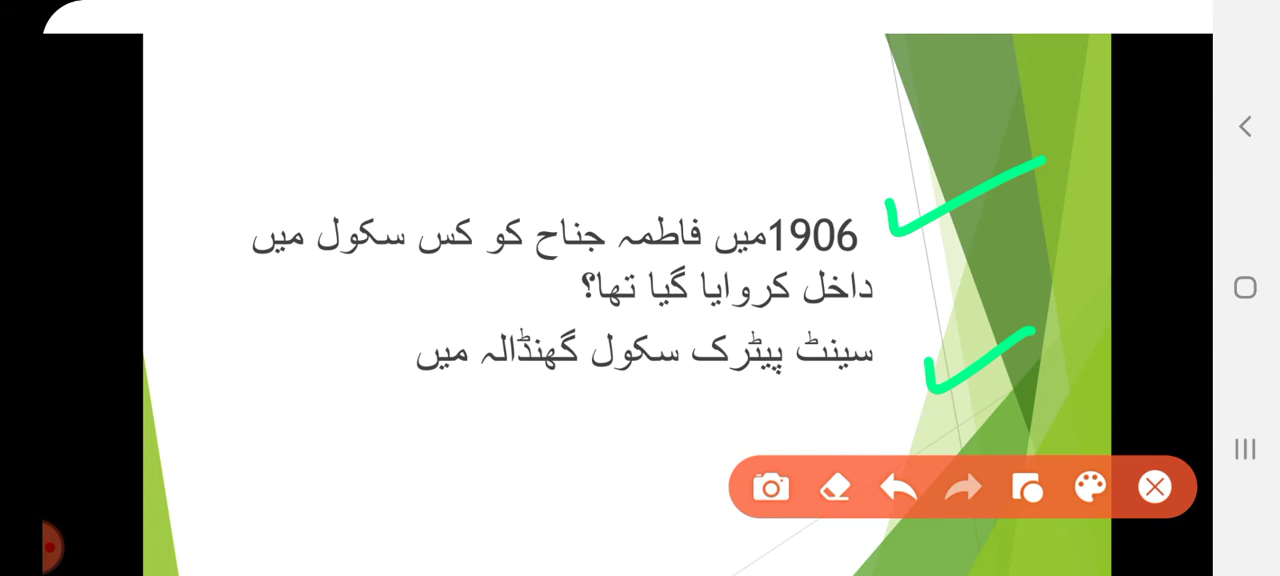 1906میں فاطمہ جناح کو کس سکول میں
داخل کروایا گیا تھا؟
سینٹ پیٹرک سکول گھنڈالہ میں